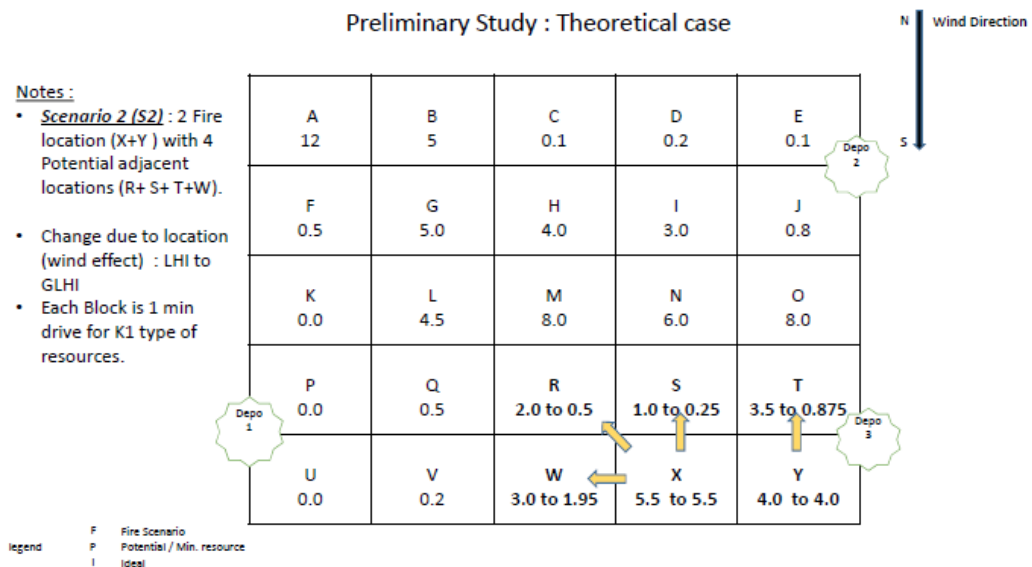 Preliminary Study : Theoretical case
N
Wind Direction
S
Notes :
• Scenario 2 (S2) : 2 Fire
location (X+Y ) with 4
Potential adjacent
locations (R+ S+ T+W).
• Change due to location
(wind effect) : LHI to
GLHI
• Each Block is 1 min
drive for K1 type of
resources.
A B C D E
12 5 0.1 0.2 0.1
Depo
2
F G H I J
0.5 5.0 4.0 3.0 0.8
K L M N O
0.0 4.5 8.0 6.0 8.0
P Q R S T
0.0 0.5 2.0 to 0.5 1.0 to 0.25 3.5 to 0.875
Depo
1
Depo
3
U V W X Y
0.0 0.2 3.0 to 1.95 5.5 to 5.5 4.0 to 4.0
F Fire Scenario
legend P Potential / Min. resource
I Ideal